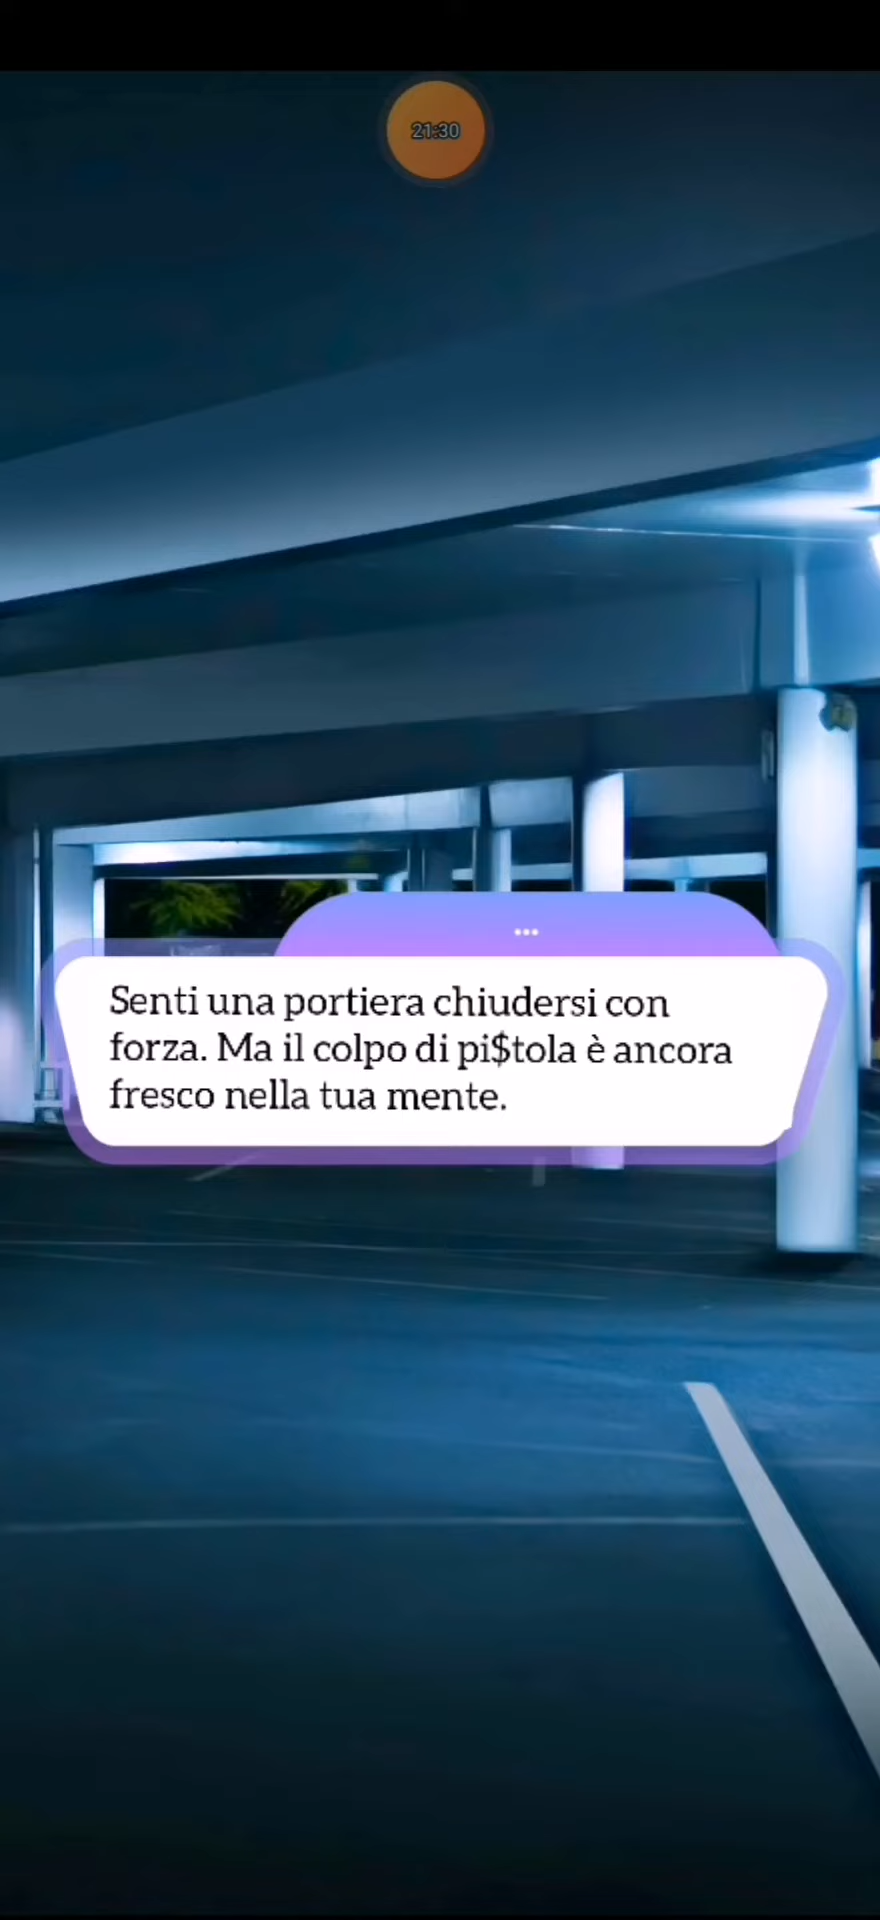 21:30
...
Senti una portiera chiudersi con
forza. Ma il colpo di pi$tola è ancora
fresco nella tua mente.